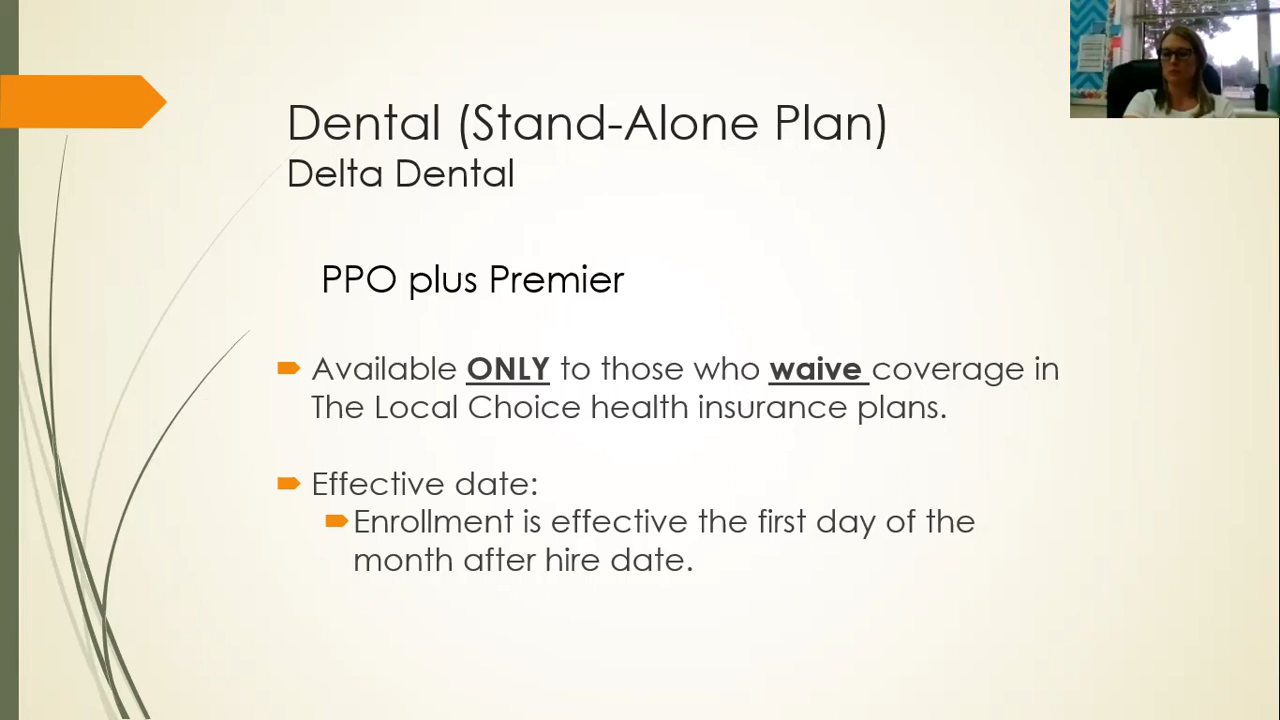 Dental (Stand-Alone Plan)
Delta Dental
PPO plus Premier
Available ONLY to those who waive coverage in
The Local Choice health insurance plans.
Effective date:
Enrollment is effective the first day of the
month after hire date.